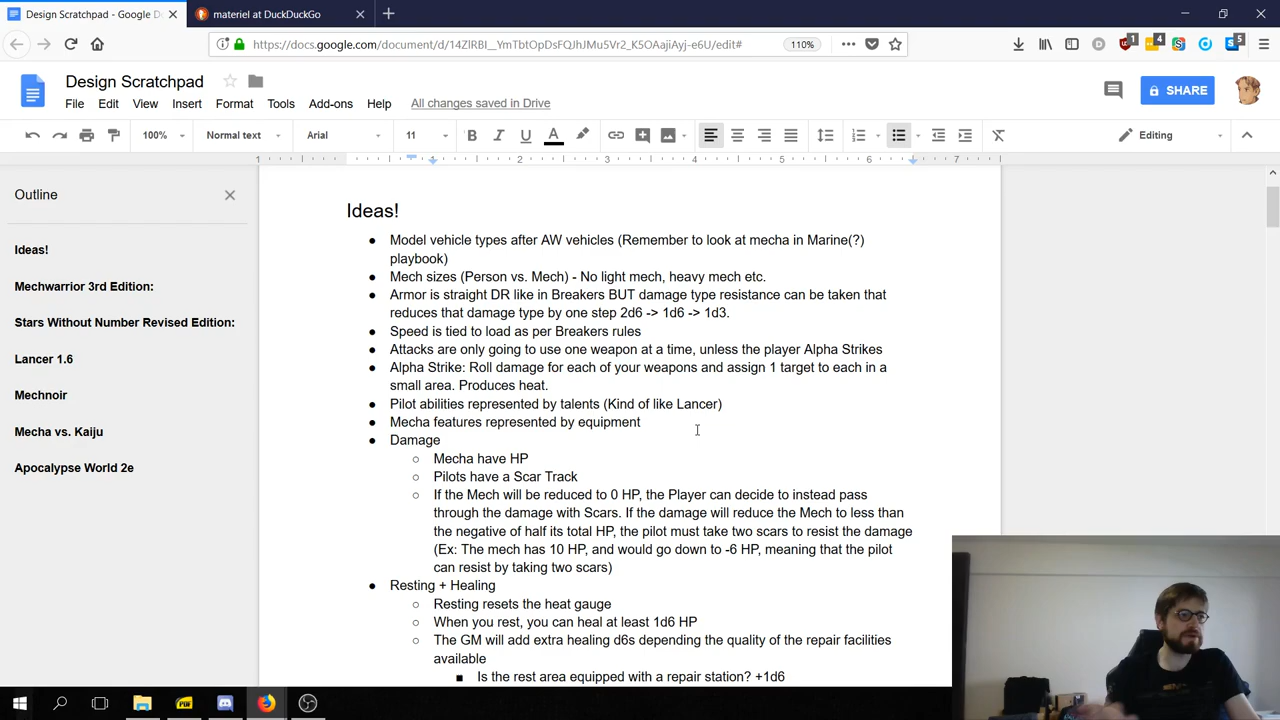 Design Scratchpad - Google D
materiel at DuckDuckGo
110%
Design Scratchpad
File Edit View Insert Format Tools Add-ons Help All changes saved in Drive
SHARE
1 4 5
100% Normal text Arial 11 Editing
1 1 2 3 4 5 6 7
Outline
Ideas!
Mechwarrior 3rd Edition:
Stars Without Number Revised Edition:
Lancer 1.6
Mechnoir
Mecha vs. Kaiju
Apocalypse World 2e
Ideas!
● Model vehicle types after AW vehicles (Remember to look at mecha in Marine(?)
playbook)
● Mech sizes (Person vs. Mech) - No light mech, heavy mech etc.
● Armor is straight DR like in Breakers BUT damage type resistance can be taken that
reduces that damage type by one step 2d6 -> 1d6 -> 1d3.
● Speed is tied to load as per Breakers rules
● Attacks are only going to use one weapon at a time, unless the player Alpha Strikes
● Alpha Strike: Roll damage for each of your weapons and assign 1 target to each in a
small area. Produces heat.
● Pilot abilities represented by talents (Kind of like Lancer)
● Mecha features represented by equipment
● Damage
○ Mecha have HP
○ Pilots have a Scar Track
○ If the Mech will be reduced to 0 HP, the Player can decide to instead pass
through the damage with Scars. If the damage will reduce the Mech to less than
the negative of half its total HP, the pilot must take two scars to resist the damage
(Ex: The mech has 10 HP, and would go down to -6 HP, meaning that the pilot
can resist by taking two scars)
● Resting + Healing
○ Resting resets the heat gauge
○ When you rest, you can heal at least 1d6 HP
○ The GM will add extra healing d6s depending the quality of the repair facilities
available
■ Is the rest area equipped with a repair station? +1d6